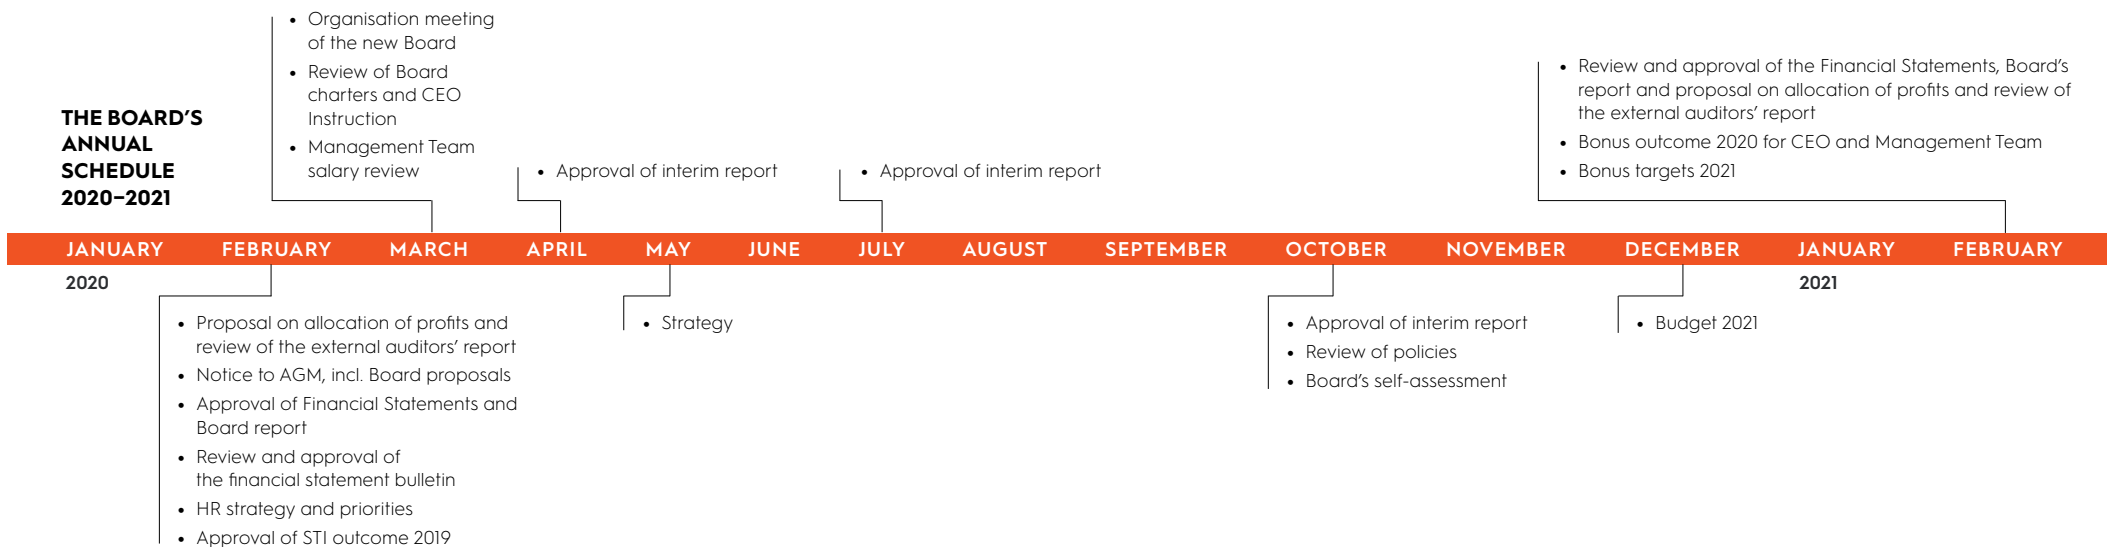 THE BOARD'S
ANNUAL
SCHEDULE
2020–2021
• Organisation meeting
of the new Board
• Review of Board
charters and CEO
Instruction
• Management Team
salary review
• Approval of interim report
• Approval of interim report
• Review and approval of the Financial Statements, Board's
report and proposal on allocation of profits and review of
the external auditors' report
• Bonus outcome 2020 for CEO and Management Team
• Bonus targets 2021
JANUARY FEBRUARY MARCH APRIL MAY JUNE JULY AUGUST SEPTEMBER OCTOBER NOVEMBER DECEMBER JANUARY FEBRUARY
2020 2021
• Proposal on allocation of profits and
review of the external auditors' report
• Notice to AGM, incl. Board proposals
• Approval of Financial Statements and
Board report
• Review and approval of
the financial statement bulletin
• HR strategy and priorities
• Approval of STI outcome 2019
• Strategy
• Approval of interim report
• Review of policies
• Board's self-assessment
• Budget 2021